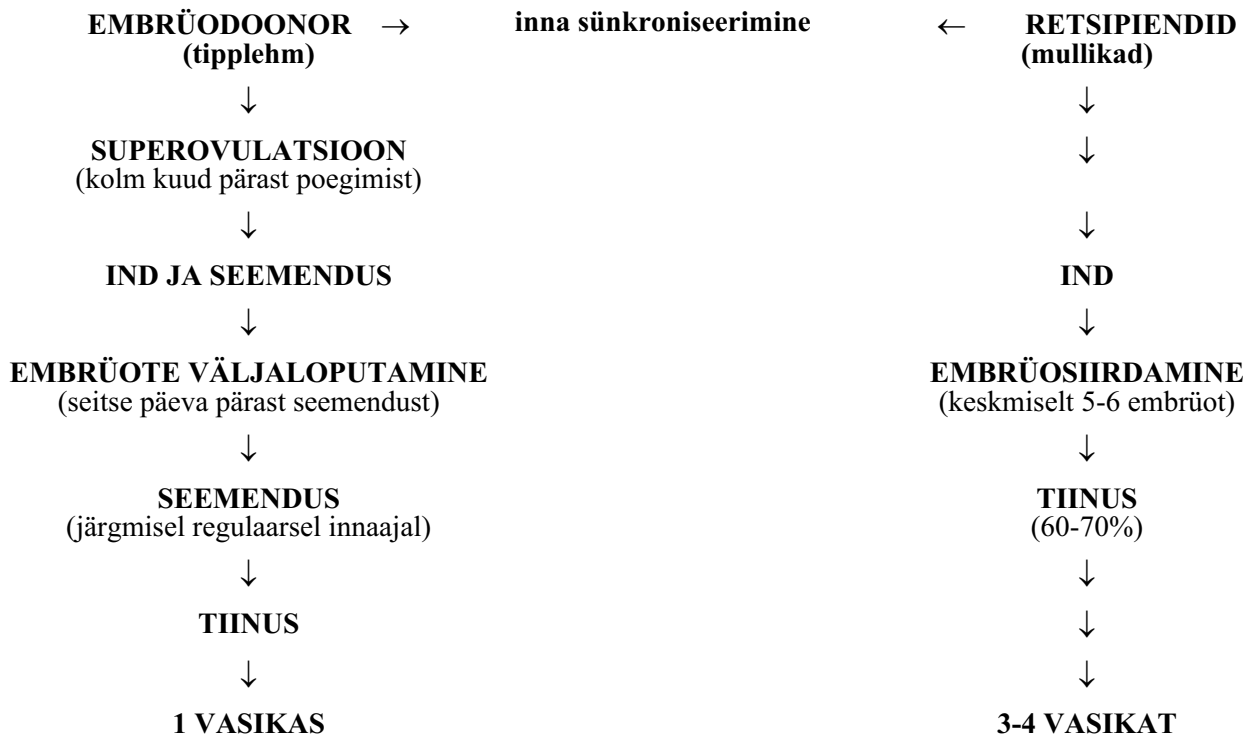 EMBRÜODOONOR → inna sünkroniseerimine ← RETSIPIENDID
(tipplehm) (mullikad)
↓ ↓
SUPEROVULATSIOON ↓
(kolm kuud pärast poegimist)
↓ ↓
IND JA SEEMENDUS IND
↓ ↓
EMBRÜOTE VÄLJALOPUTAMINE EMBRÜOSIIRDAMINE
(seitse päeva pärast seemendust) (keskmiselt 5-6 embrüot)
↓ ↓
SEEMENDUS TIINUS
(järgmisel regulaarsel innaajal) (60-70%)
↓ ↓
TIINUS ↓
↓ ↓
1 VASIKAS 3-4 VASIKAT